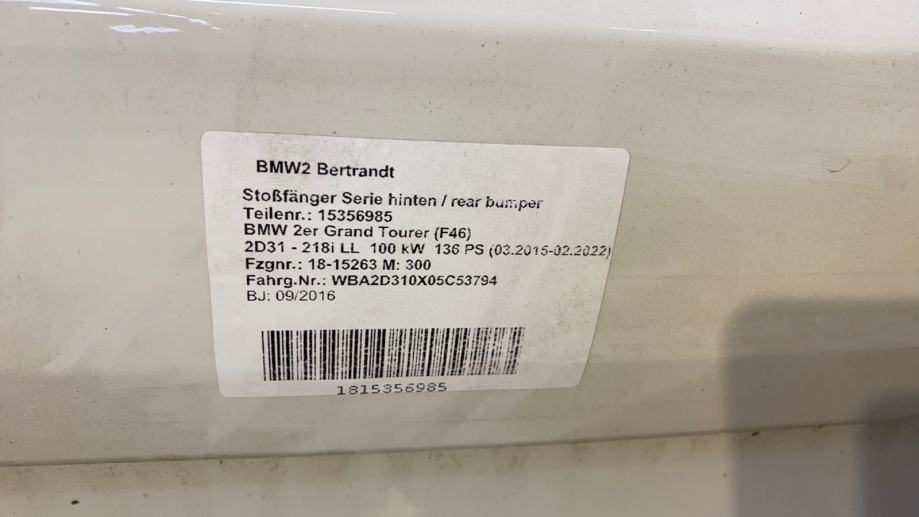 BMW2 Bertrandt
Stoßfänger Serie hinten / rear bumper
Teilenr.: 15356985
BMW 2er Grand Tourer (F46)
2D31 - 218i LL 100 kW 136 PS (03.2015-02.2022)
Fzgnr.: 18-15263 M: 300
Fahrg.Nr.: WBA2D310X05C53794
BJ: 09/2016
1815356985